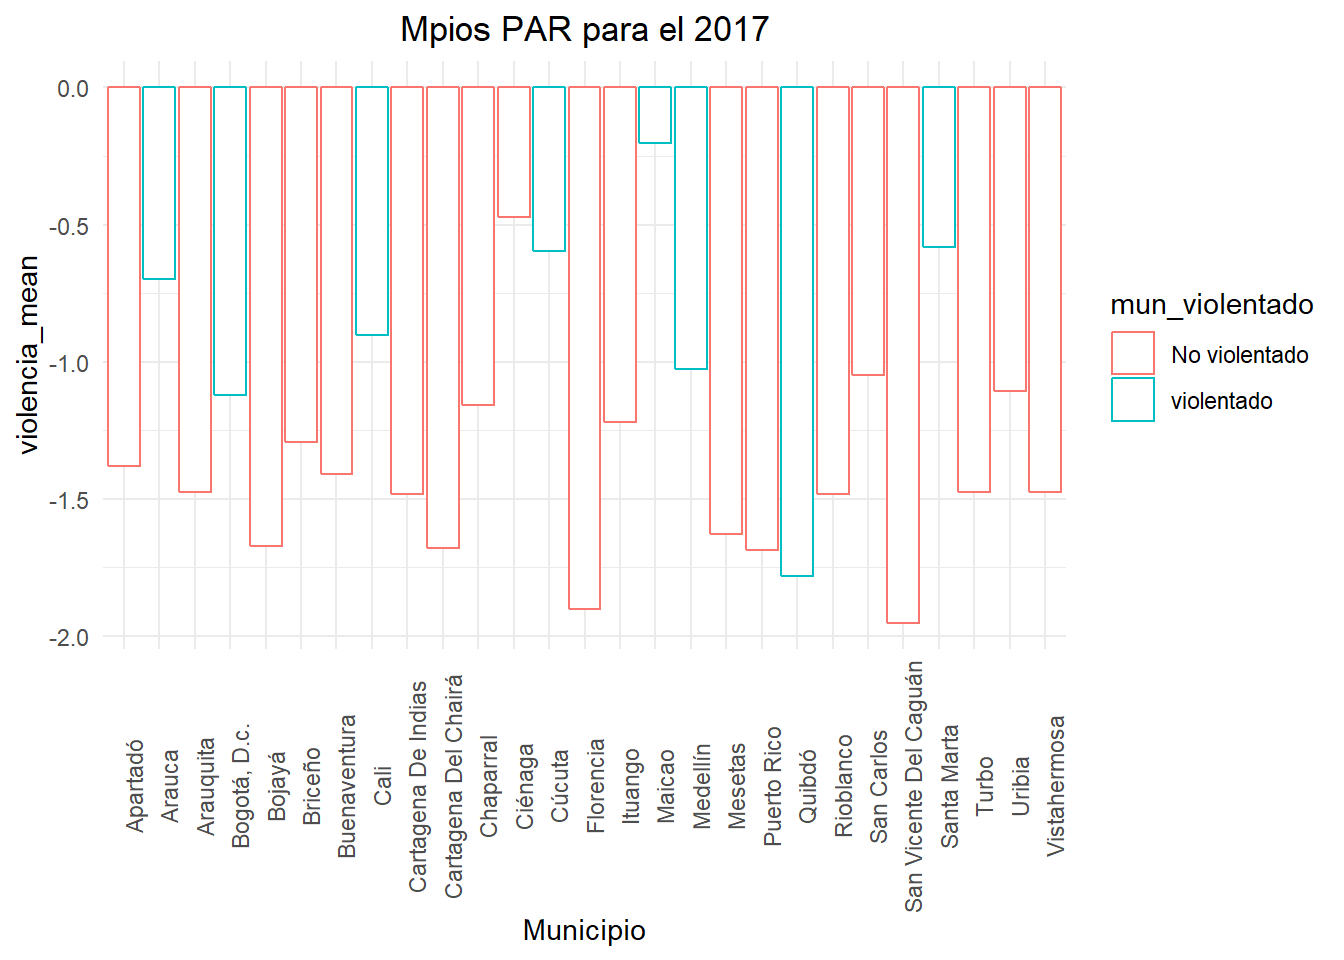 Mpios PAR para el 2017
violencia_mean
0.0
-0.5
-1.0
-1.5
-2.0
Apartadó
Arauca
Arauquita
Bogotá, D.c.
Bojayá
Briceño
Buenaventura
Cali
Cartagena De Indias
Cartagena Del Chairá
Chaparral
Ciénaga
Cúcuta
Florencia
Ituango
Maicao
Medellín
Mesetas
Puerto Rico
Quibdó
Rioblanco
San Carlos
San Vicente Del Caguán
Santa Marta
Turbo
Uribia
Vistahermosa
Municipio
mun_violentado
No violentado
violentado